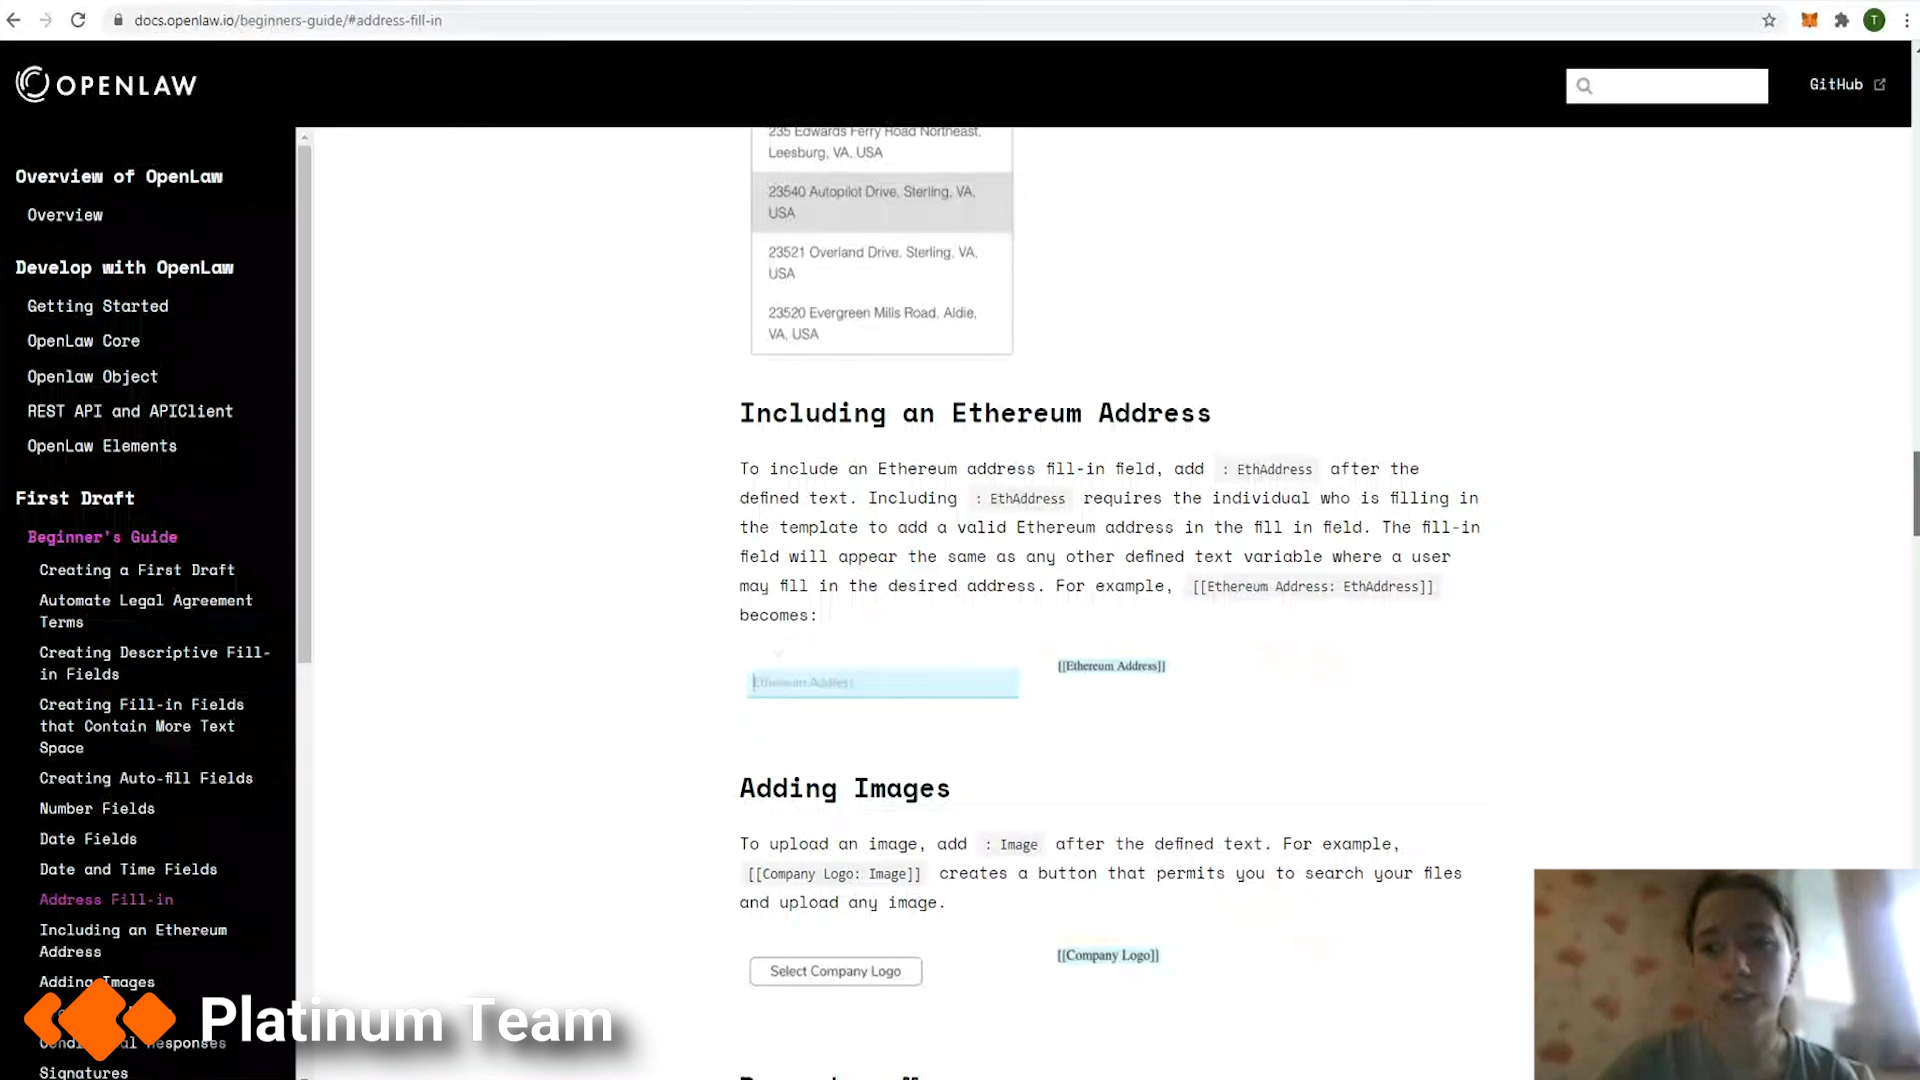 docs.openlaw.io/beginners-guide/#address-fill-in
T
OPENLAW
GitHub
Overview of OpenLaw
Overview
Develop with OpenLaw
Getting Started
OpenLaw Core
Openlaw Object
REST API and APIClient
OpenLaw Elements
First Draft
Beginner's Guide
Creating a First Draft
Automate Legal Agreement
Terms
Creating Descriptive Fill-
in Fields
Creating Fill-in Fields
that Contain More Text
Space
Creating Auto-fill Fields
Number Fields
Date Fields
Date and Time Fields
Address Fill-in
Including an Ethereum
Address
Adding Images
Responses
Signatures
235 Edwards Ferry Road Northeast,
Leesburg, VA, USA
23540 Autopilot Drive, Sterling, VA,
USA
23521 Overland Drive, Sterling, VA,
USA
23520 Evergreen Mills Road, Aldie,
VA, USA
Including an Ethereum Address
To include an Ethereum address fill-in field, add : EthAddress after the
defined text. Including : EthAddress requires the individual who is filling in
the template to add a valid Ethereum address in the fill in field. The fill-in
field will appear the same as any other defined text variable where a user
may fill in the desired address. For example, [[Ethereum Address: EthAddress]]
becomes:
Ethereum Address
[[Ethereum Address]]
Adding Images
To upload an image, add : Image after the defined text. For example,
[[Company Logo: Image]] creates a button that permits you to search your files
and upload any image.
Select Company Logo
[[Company Logo]]
Platinum Team